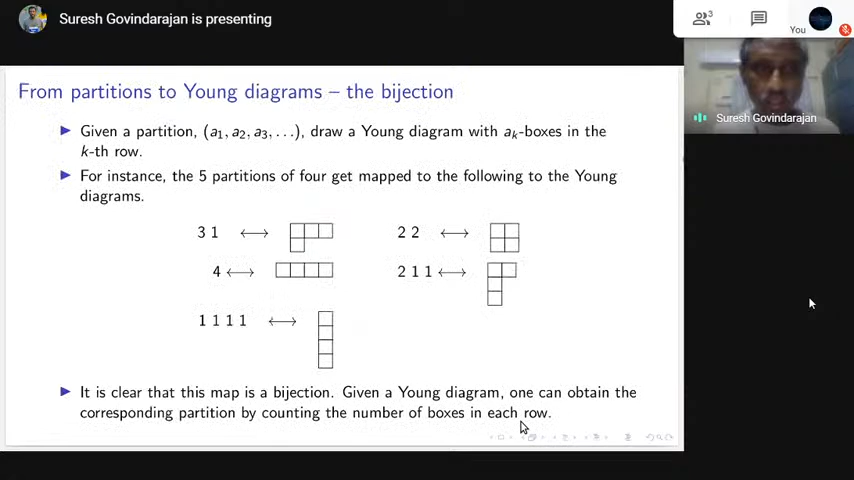 Suresh Govindarajan is presenting
3
You
Suresh Govindarajan
From partitions to Young diagrams – the bijection
Given a partition, (a₁, a₂, a₃, ...), draw a Young diagram with aₖ-boxes in the
k-th row.
For instance, the 5 partitions of four get mapped to the following to the Young
diagrams.
3 1 ⟷
2 2 ⟷
4 ⟷
2 1 1 ⟷
1 1 1 1 ⟷
It is clear that this map is a bijection. Given a Young diagram, one can obtain the
corresponding partition by counting the number of boxes in each row.